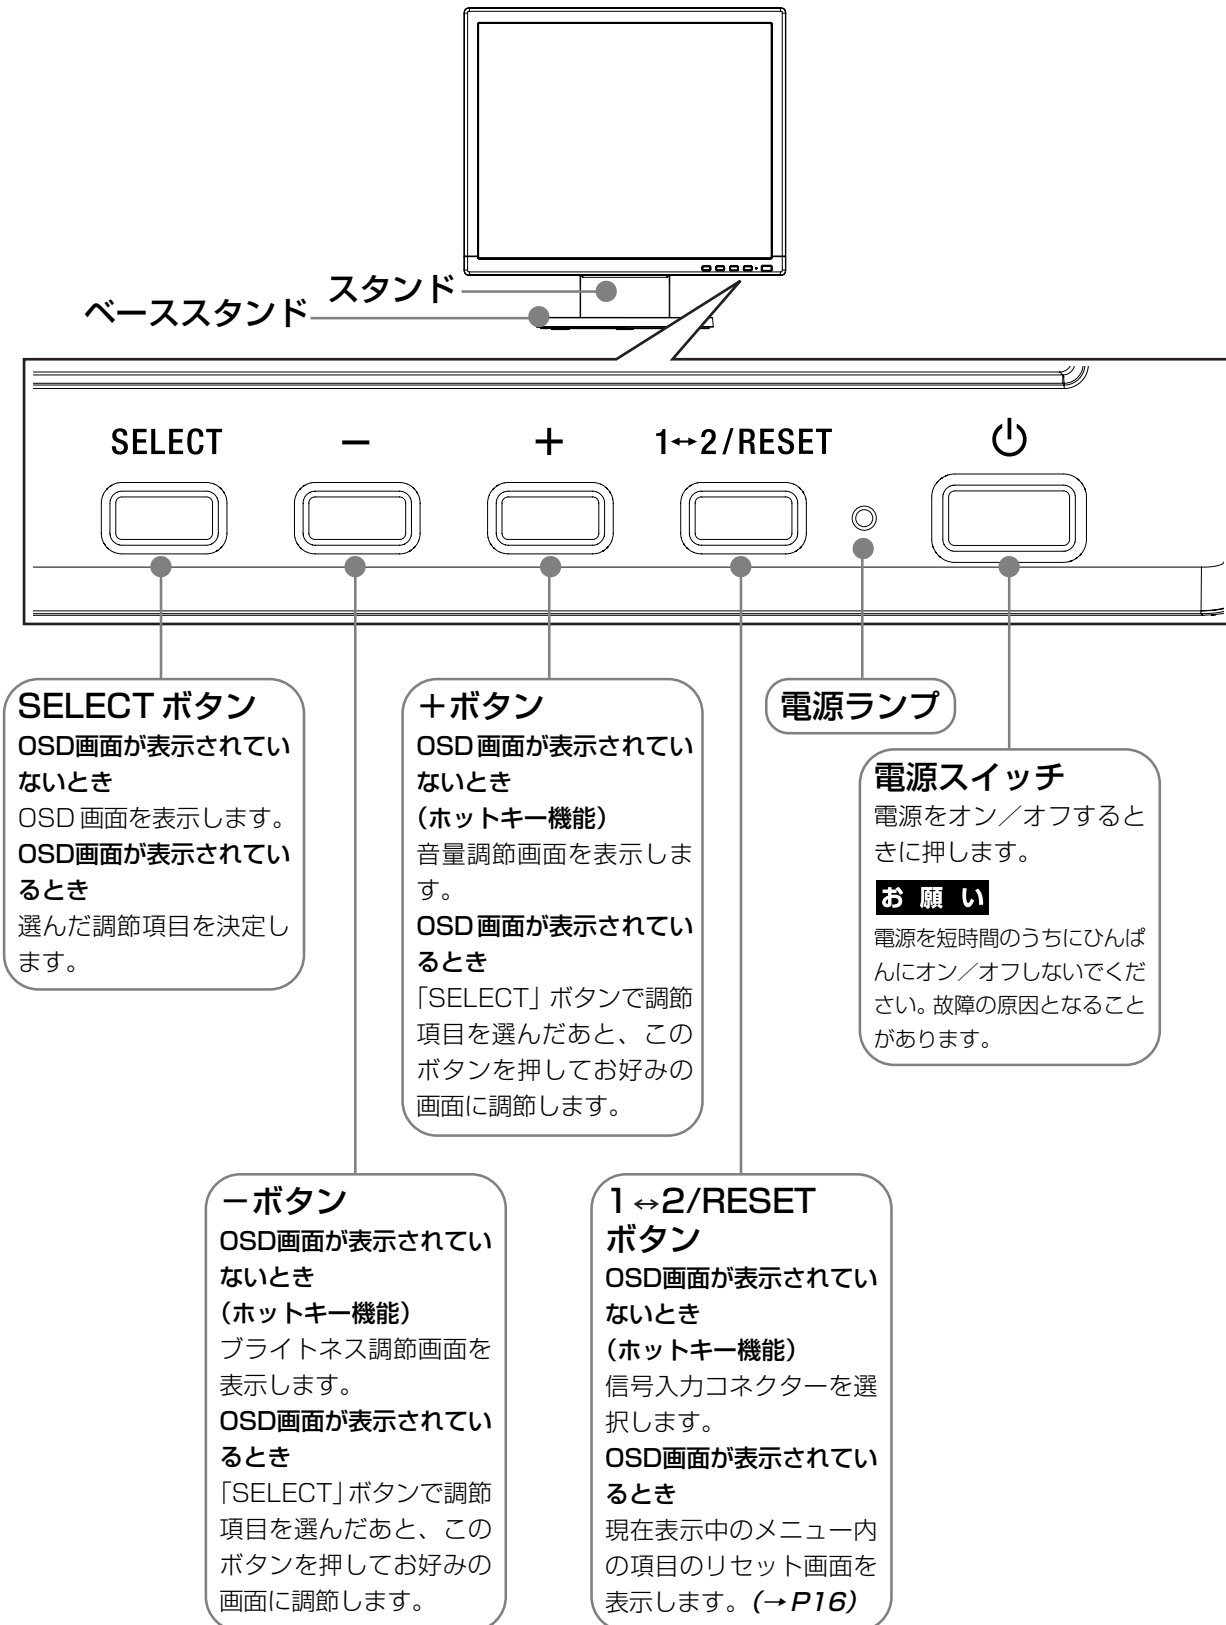 スタンド
ベーススタンド
SELECT
−
+
1↔2/RESET
SELECT ボタン
OSD画面が表示されてい
ないとき
OSD 画面を表示します。
OSD画面が表示されてい
るとき
選んだ調節項目を決定し
ます。
＋ボタン
OSD 画面が表示されてい
ないとき
（ホットキー機能）
音量調節画面を表示しま
す。
OSD 画面が表示されてい
るとき
「SELECT」ボタンで調節
項目を選んだあと、この
ボタンを押してお好みの
画面に調節します。
電源ランプ
電源スイッチ
電源をオン／オフすると
きに押します。
お 願 い
電源を短時間のうちにひんぱ
んにオン／オフしないでくだ
さい。故障の原因となること
があります。
－ボタン
OSD画面が表示されてい
ないとき
（ホットキー機能）
ブライトネス調節画面を
表示します。
OSD画面が表示されてい
るとき
「SELECT」ボタンで調節
項目を選んだあと、この
ボタンを押してお好みの
画面に調節します。
1↔2/RESET
ボタン
OSD画面が表示されてい
ないとき
（ホットキー機能）
信号入力コネクターを選
択します。
OSD画面が表示されてい
るとき
現在表示中のメニュー内
の項目のリセット画面を
表示します。(→P16)